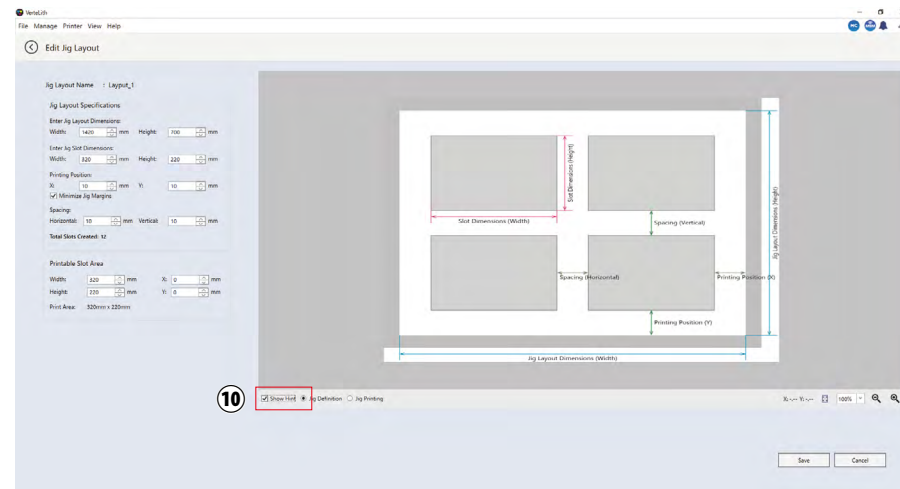 VerteLith
File Manage Printer View Help
MC
Edit Jig Layout
Jig Layout Name : Layput_1
Jig Layout Specifications
Enter Jig Layout Dimensions:
Width: 1420 mm Height: 700 mm
Enter Jig Slot Dimensions:
Width: 320 mm Height: 220 mm
Printing Position:
X: 10 mm Y: 10 mm
Minimize Jig Margins
Spacing:
Horizontal: 10 mm Vertical: 10 mm
Total Slots Created: 12
Printable Slot Area
Width: 320 mm X: 0 mm
Height: 220 mm Y: 0 mm
Print Area: 320mm x 220mm
Slot Dimensions (Height)
Slot Dimensions (Width)
Spacing (Vertical)
Jig Layout Dimensions (Height)
Spacing (Horizontal)
Printing Position (X)
Printing Position (Y)
Jig Layout Dimensions (Width)
10
Show Hint Jig Definition Jig Printing
X:-.-- Y:-.-- 100%
Save Cancel